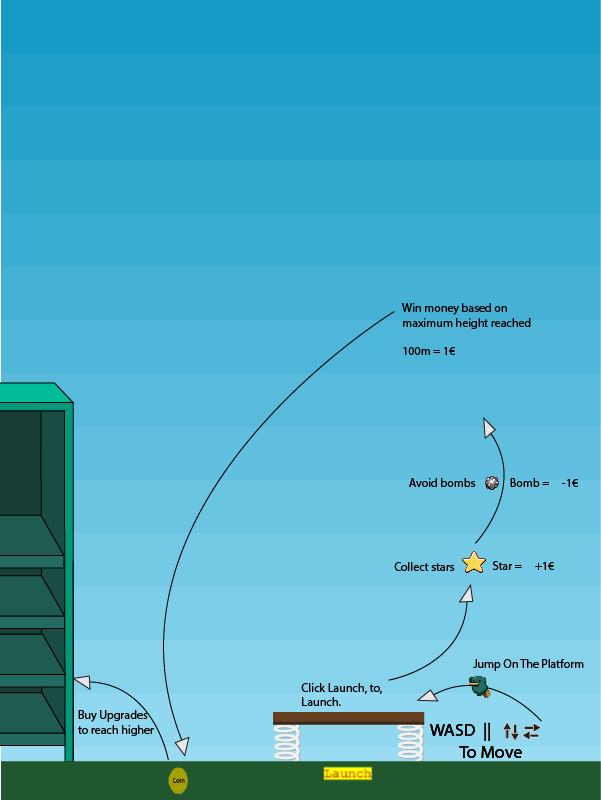 Win money based on
maximum height reached
100m = 1€
Avoid bombs Bomb = -1€
Collect stars Star = +1€
Jump On The Platform
Click Launch, to,
Launch.
Buy Upgrades
to reach higher
WASD ||
To Move
Coin
Launch